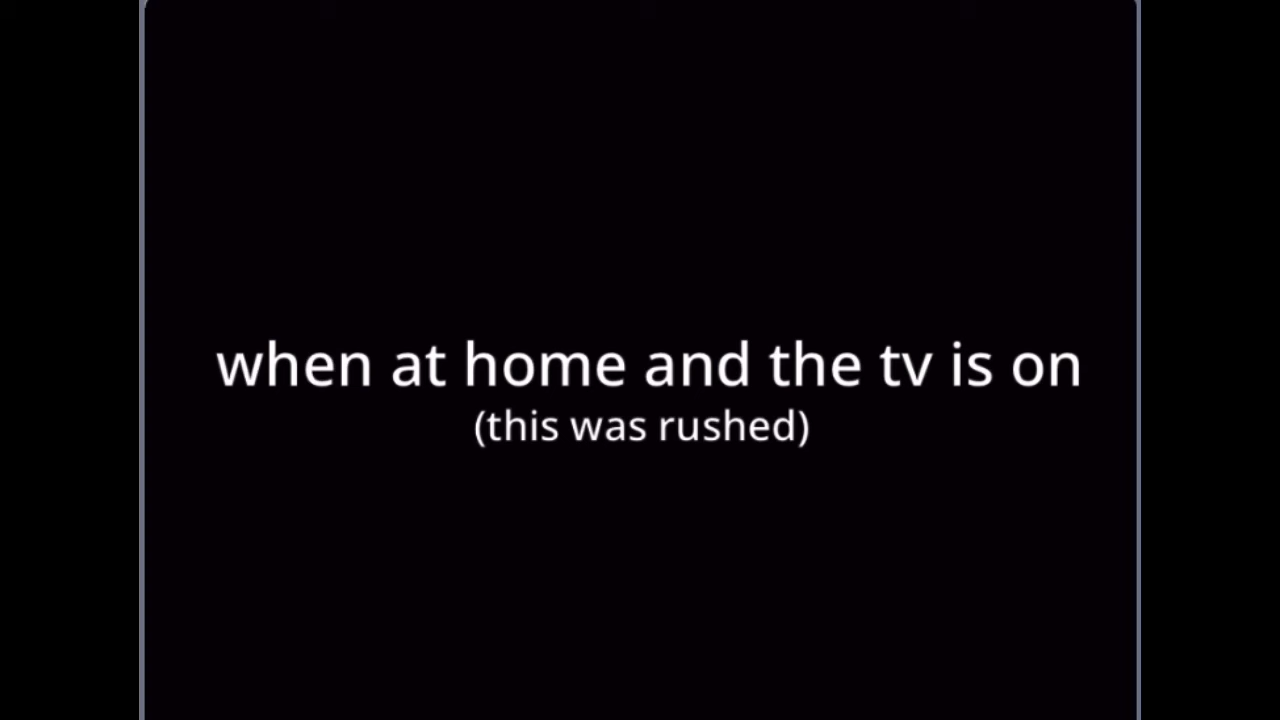 when at home and the tv is on
(this was rushed)